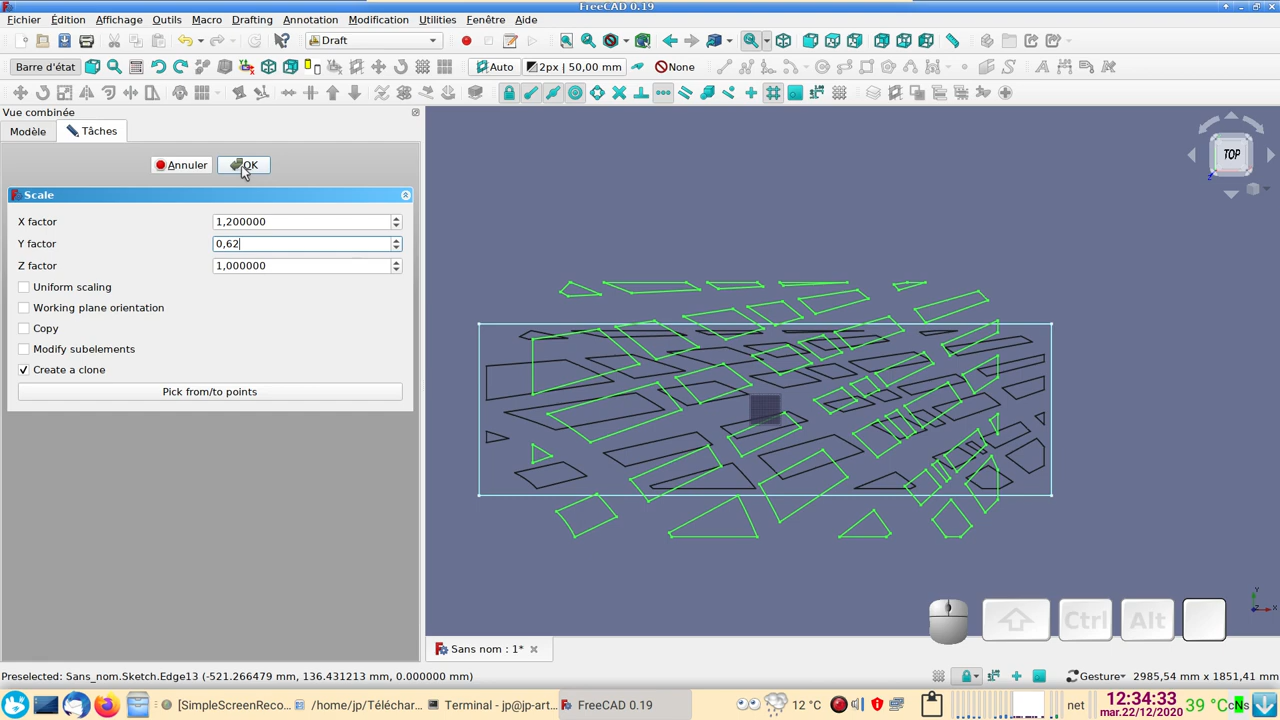 FreeCAD 0.19
Fichier Édition Affichage Outils Macro Drafting Annotation Modification Utilities Fenêtre Aide
Draft
Barre d'état Auto 2px | 50,00 mm None
Vue combinée
Modèle Tâches
Annuler OK
Scale
X factor 1,200000
Y factor 0,62
Z factor 1,000000
Uniform scaling
Working plane orientation
Copy
Modify subelements
Create a clone
Pick from/to points
TOP
Ctrl Alt
Sans nom : 1*
Preselected: Sans_nom.Sketch.Edge13 (-521.266479 mm, 136.433213 mm, 0.000000 mm) Gesture 2985,54 mm x 1851,41 mm
[SimpleScreenReco... /home/jp/Téléchar... Terminal - jp@jp-art... FreeCAD 0.19 12 °C net 12:34:33 39 °C
mar.22/12/2020